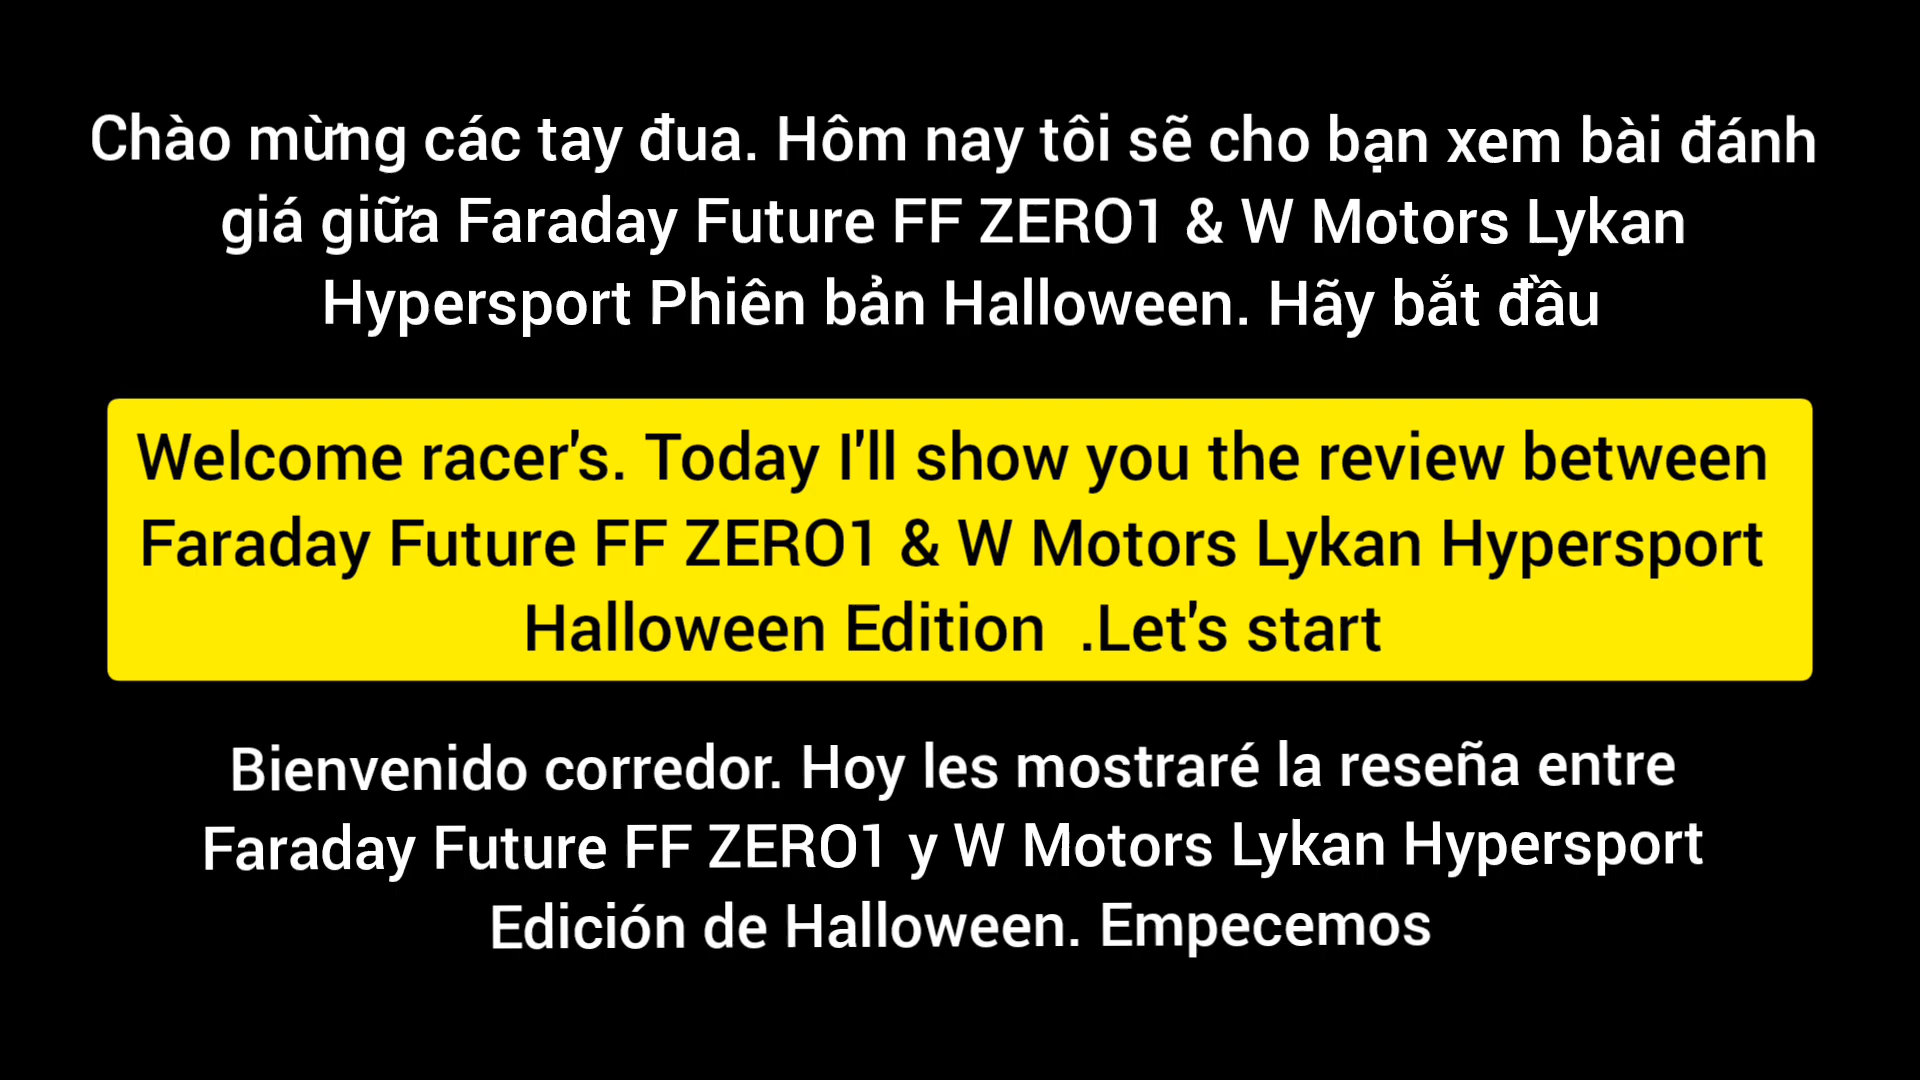 Chào mừng các tay đua. Hôm nay tôi sẽ cho bạn xem bài đánh
giá giữa Faraday Future FF ZERO1 & W Motors Lykan
Hypersport Phiên bản Halloween. Hãy bắt đầu
Welcome racer's. Today I'll show you the review between
Faraday Future FF ZERO1 & W Motors Lykan Hypersport
Halloween Edition  .Let's start
Bienvenido corredor. Hoy les mostraré la reseña entre
Faraday Future FF ZERO1 y W Motors Lykan Hypersport
Edición de Halloween. Empecemos